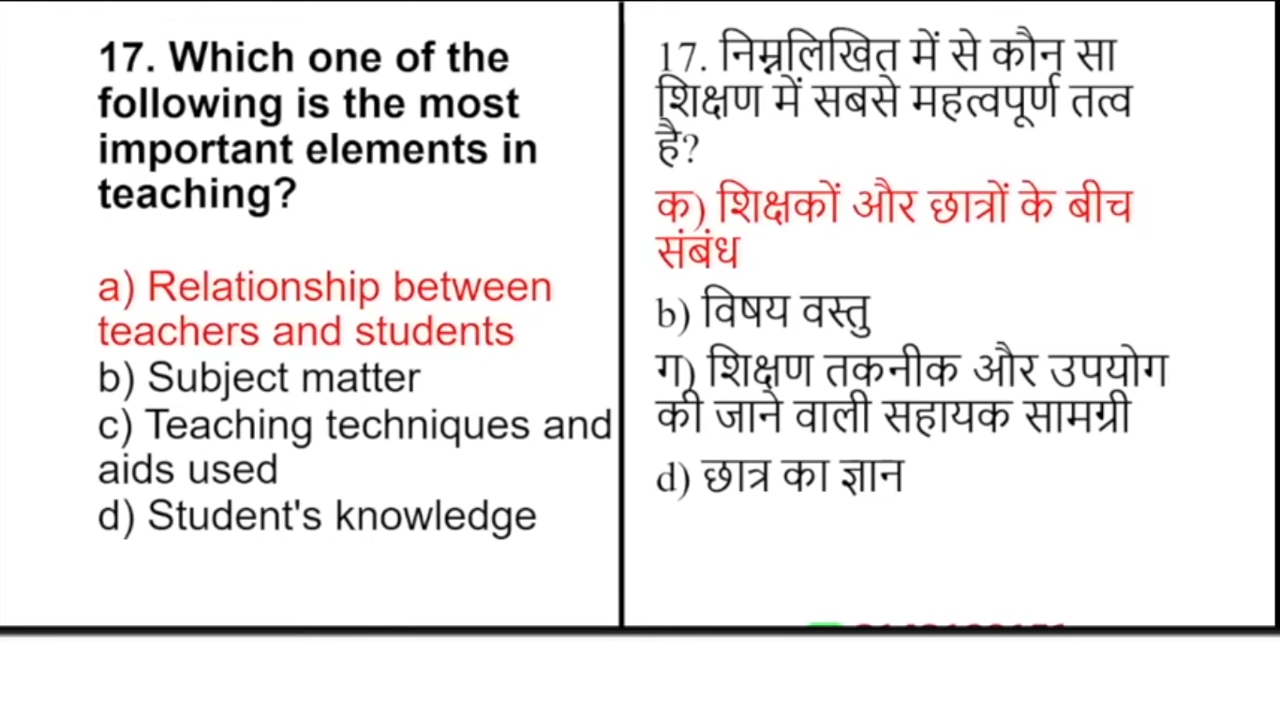 17. Which one of the
following is the most
important elements in
teaching?
a) Relationship between
teachers and students
b) Subject matter
c) Teaching techniques and
aids used
d) Student's knowledge
17. निम्नलिखित में से कौन सा
शिक्षण में सबसे महत्वपूर्ण तत्व
है?
क) शिक्षकों और छात्रों के बीच
संबंध
b) विषय वस्तु
ग) शिक्षण तकनीक और उपयोग
की जाने वाली सहायक सामग्री
d) छात्र का ज्ञान